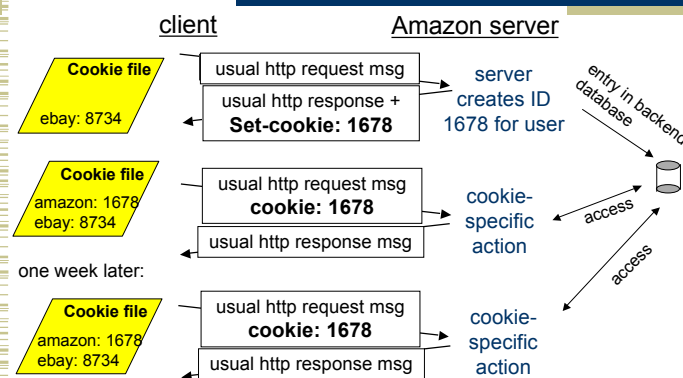 client
Amazon server
Cookie file
ebay: 8734
usual http request msg
usual http response +
Set-cookie: 1678
server
creates ID
1678 for user
entry in backend
database
Cookie file
amazon: 1678
ebay: 8734
usual http request msg
cookie: 1678
usual http response msg
cookie-
specific
action
access
one week later:
access
Cookie file
amazon: 1678
ebay: 8734
usual http request msg
cookie: 1678
usual http response msg
cookie-
specific
action